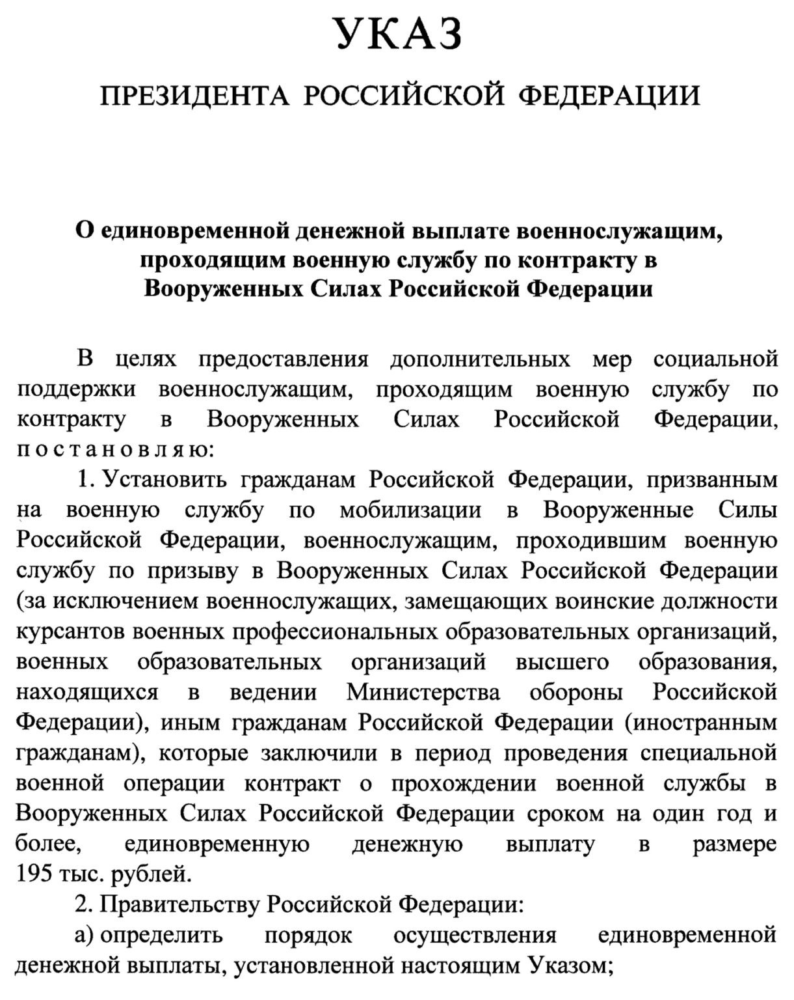 УКАЗ
ПРЕЗИДЕНТА РОССИЙСКОЙ ФЕДЕРАЦИИ
О единовременной денежной выплате военнослужащим,
проходящим военную службу по контракту в
Вооруженных Силах Российской Федерации
В целях предоставления дополнительных мер социальной
поддержки военнослужащим, проходящим военную службу по
контракту в Вооруженных Силах Российской Федерации,
п о с т а н о в л я ю:
1. Установить гражданам Российской Федерации, призванным
на военную службу по мобилизации в Вооруженные Силы
Российской Федерации, военнослужащим, проходившим военную
службу по призыву в Вооруженных Силах Российской Федерации
(за исключением военнослужащих, замещающих воинские должности
курсантов военных профессиональных образовательных организаций,
военных образовательных организаций высшего образования,
находящихся в ведении Министерства обороны Российской
Федерации), иным гражданам Российской Федерации (иностранным
гражданам), которые заключили в период проведения специальной
военной операции контракт о прохождении военной службы в
Вооруженных Силах Российской Федерации сроком на один год и
более, единовременную денежную выплату в размере
195 тыс. рублей.
2. Правительству Российской Федерации:
а) определить порядок осуществления единовременной
денежной выплаты, установленной настоящим Указом;